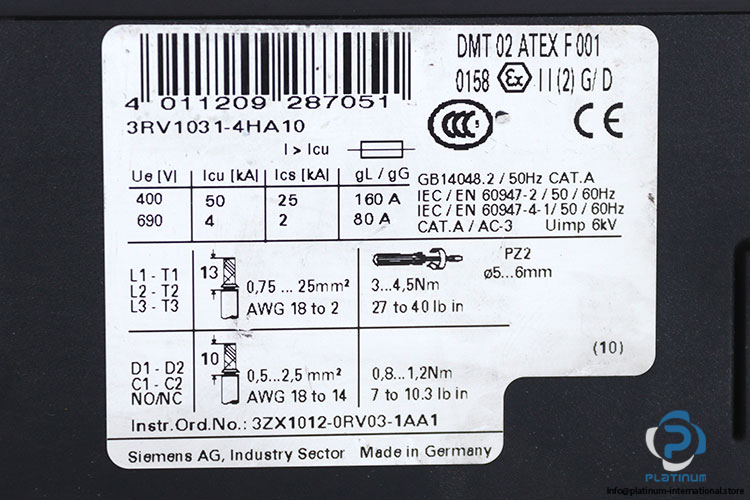 DMT 02 ATEX F 001
0158 Ex II (2) G/D
4 011209 287051
3RV1031-4HA10
CCC CE
I > Icu
Ue [V] Icu [kA] Ics [kA] gL / gG
400 50 25 160 A
690 4 2 80 A
GB14048.2 / 50Hz CAT.A
IEC / EN 60947-2 / 50 / 60Hz
IEC / EN 60947-4-1/ 50 / 60Hz
CAT.A / AC-3 Uimp 6kV
L1 - T1
L2 - T2
L3 - T3
13
0,75 ... 25mm²
AWG 18 to 2
3...4,5Nm
27 to 40 lb in
PZ2
ø5...6mm
D1 - D2
C1 - C2
NO/NC
10
0,5...2,5 mm²
AWG 18 to 14
0,8...1,2Nm
7 to 10.3 lb in
(10)
Instr.Ord.No.: 3ZX1012-0RV03-1AA1
Siemens AG, Industry Sector Made in Germany
PLATINUM
INTERNATIONAL
Info@platinum-international.store